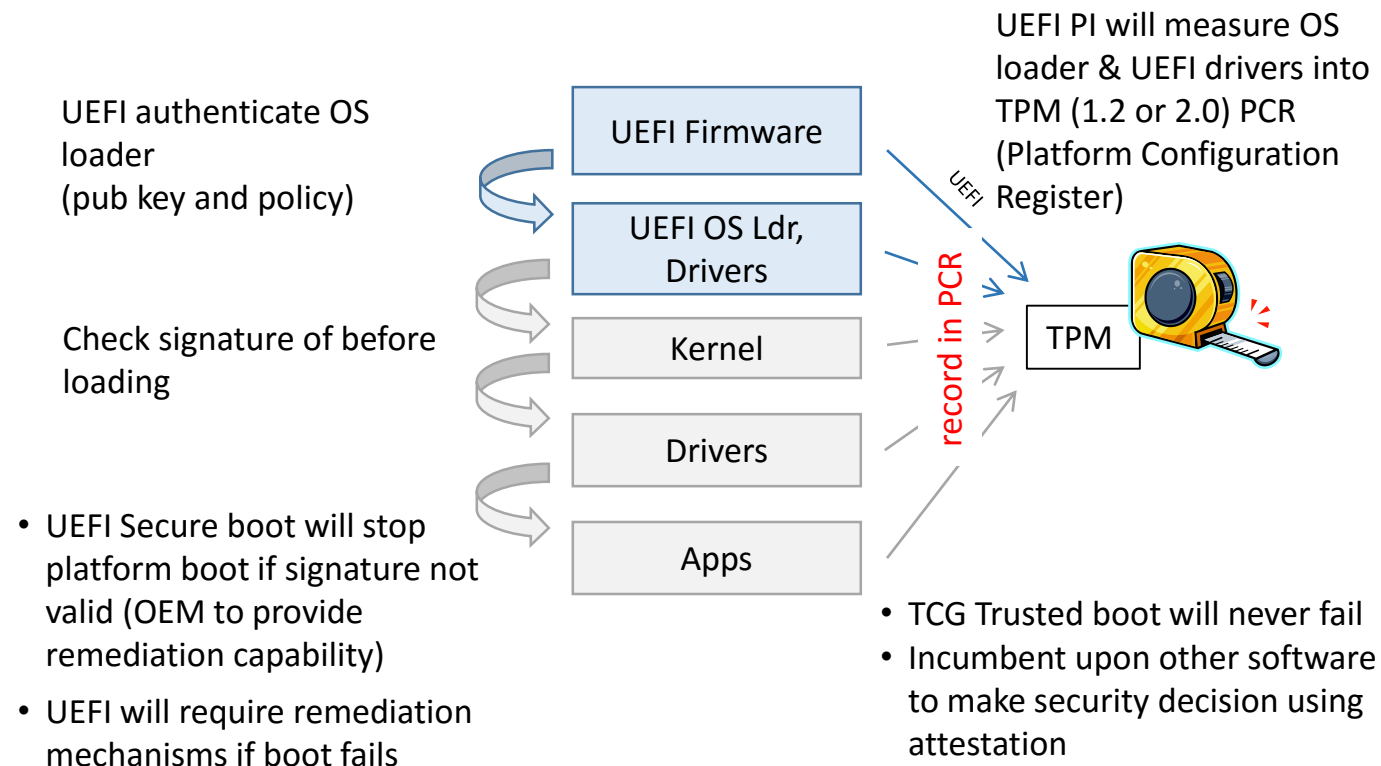 UEFI authenticate OS
loader
(pub key and policy)
Check signature of before
loading
• UEFI Secure boot will stop
platform boot if signature not
valid (OEM to provide
remediation capability)
• UEFI will require remediation
mechanisms if boot fails
UEFI Firmware
UEFI OS Ldr,
Drivers
Kernel
Drivers
Apps
UEFI
record in PCR
UEFI PI will measure OS
loader & UEFI drivers into
TPM (1.2 or 2.0) PCR
(Platform Configuration
Register)
TPM
• TCG Trusted boot will never fail
• Incumbent upon other software
to make security decision using
attestation